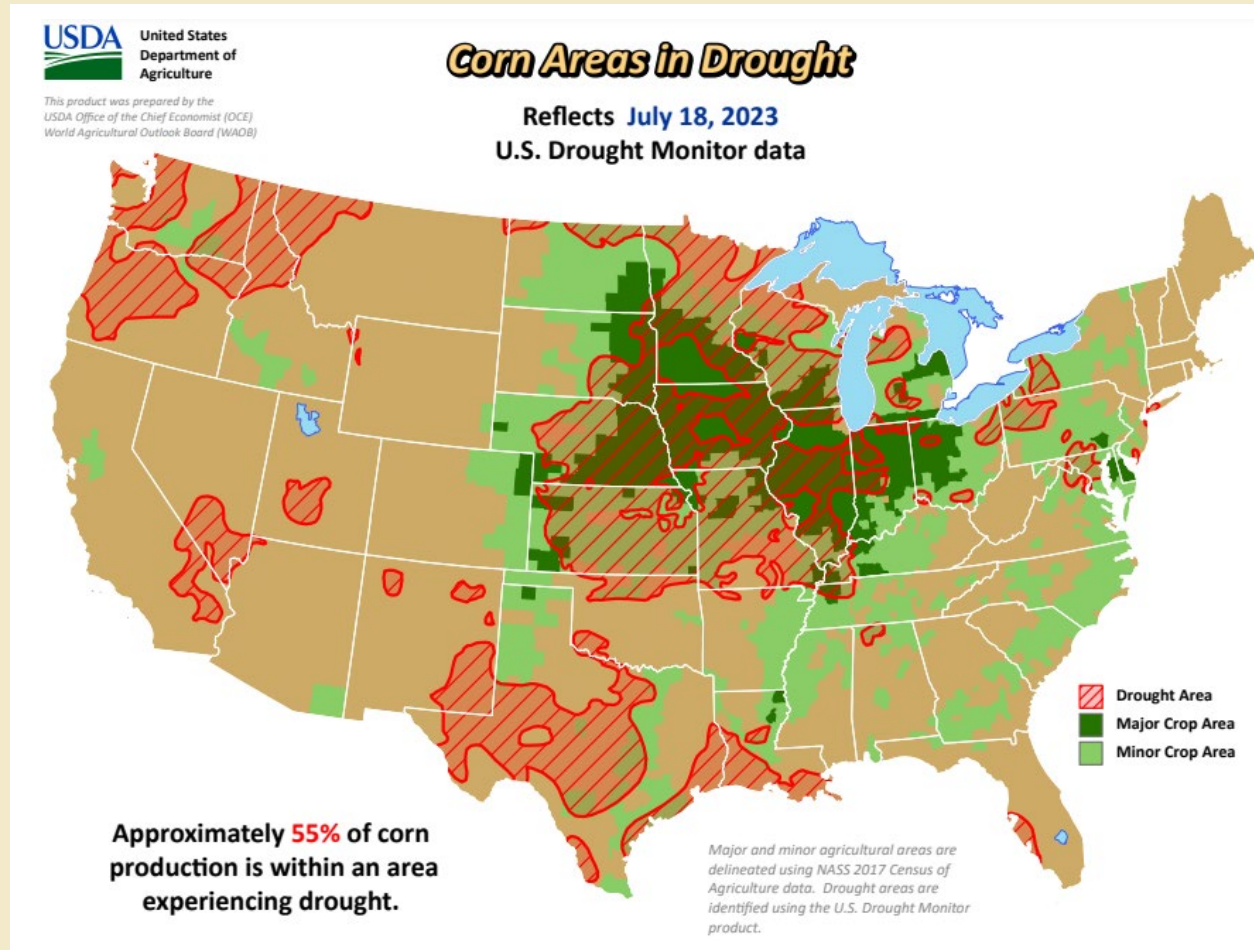 USDA
United States
Department of
Agriculture
This product was prepared by the
USDA Office of the Chief Economist (OCE)
World Agricultural Outlook Board (WAOB)
Corn Areas in Drought
Reflects July 18, 2023
U.S. Drought Monitor data
Drought Area
Major Crop Area
Minor Crop Area
Approximately 55% of corn
production is within an area
experiencing drought.
Major and minor agricultural areas are
delineated using NASS 2017 Census of
Agriculture data. Drought areas are
identified using the U.S. Drought Monitor
product.